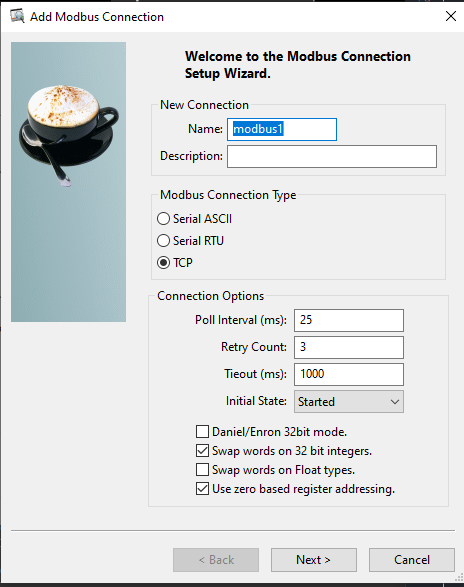 Add Modbus Connection
Welcome to the Modbus Connection
Setup Wizard.
New Connection
Name: modbus1
Description:
Modbus Connection Type
Serial ASCII
Serial RTU
TCP
Connection Options
Poll Interval (ms): 25
Retry Count: 3
Tieout (ms): 1000
Initial State: Started
Daniel/Enron 32bit mode.
Swap words on 32 bit integers.
Swap words on Float types.
Use zero based register addressing.
< Back Next > Cancel